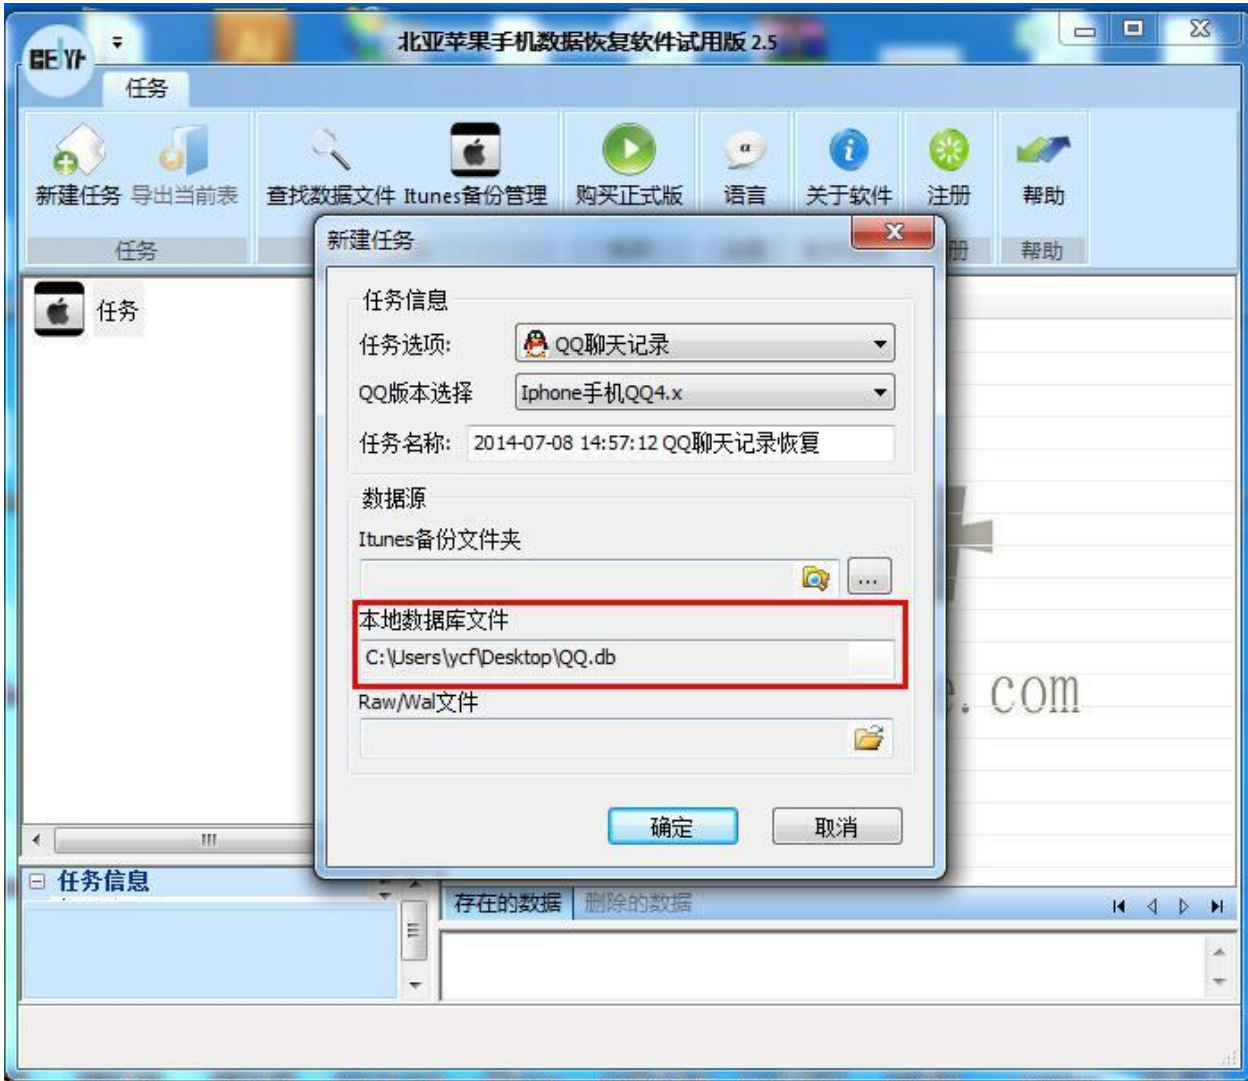 北亚苹果手机数据恢复软件试用版 2.5
任务
新建任务 导出当前表 查找数据文件 Itunes备份管理 购买正式版 语言 关于软件 注册 帮助
任务 册 帮助
任务
新建任务
任务信息
任务选项: QQ聊天记录
QQ版本选择 Iphone手机QQ4.x
任务名称: 2014-07-08 14:57:12 QQ聊天记录恢复
数据源
Itunes备份文件夹
...
本地数据库文件
C:\Users\ycf\Desktop\QQ.db
Raw/Wal文件
.com
确定 取消
任务信息
存在的数据 删除的数据